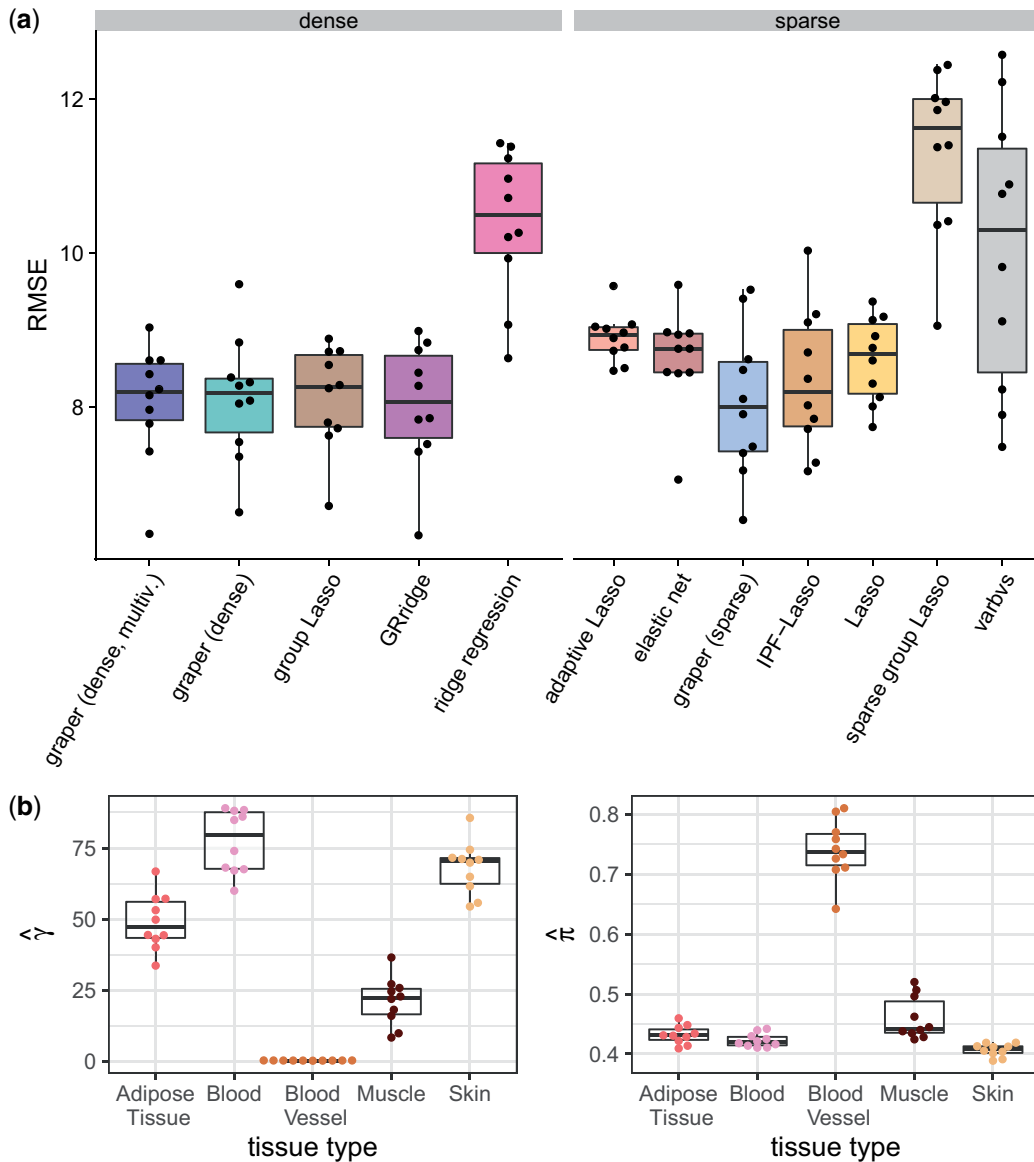 (a)
dense
sparse
12
10
8
RMSE
graper (dense, multiv.)
graper (dense)
group Lasso
GRridge
ridge regression
adaptive Lasso
elastic net
graper (sparse)
IPF−Lasso
Lasso
sparse group Lasso
varbvs
(b)
75
50
25
0
γ̂
Adipose
Tissue
Blood
Blood
Vessel
Muscle
Skin
tissue type
0.8
0.7
0.6
0.5
0.4
π̂
Adipose
Tissue
Blood
Blood
Vessel
Muscle
Skin
tissue type